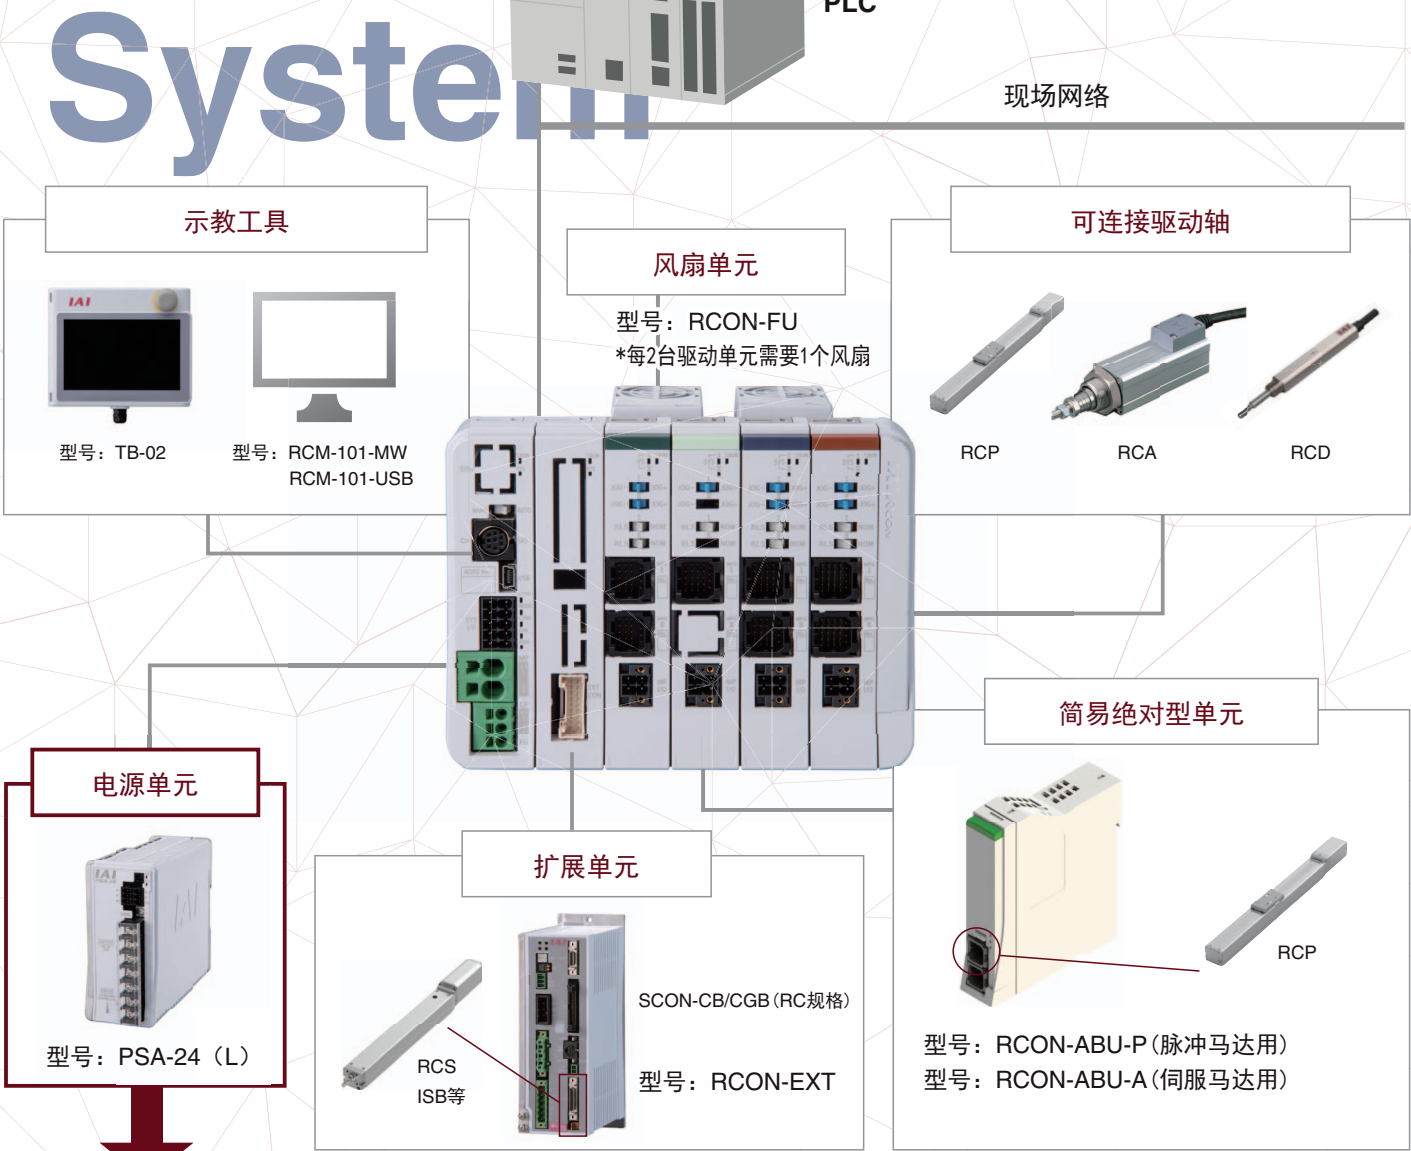 PLC
System
现场网络
示教工具
IAI
型号：TB-02
型号：RCM-101-MW
RCM-101-USB
风扇单元
型号：RCON-FU
*每2台驱动单元需要1个风扇
可连接驱动轴
RCP
RCA
RCD
电源单元
IAI
型号：PSA-24（L）
扩展单元
RCS
ISB等
SCON-CB/CGB（RC规格）
型号：RCON-EXT
简易绝对型单元
RCP
型号：RCON-ABU-P（脉冲马达用）
型号：RCON-ABU-A（伺服马达用）